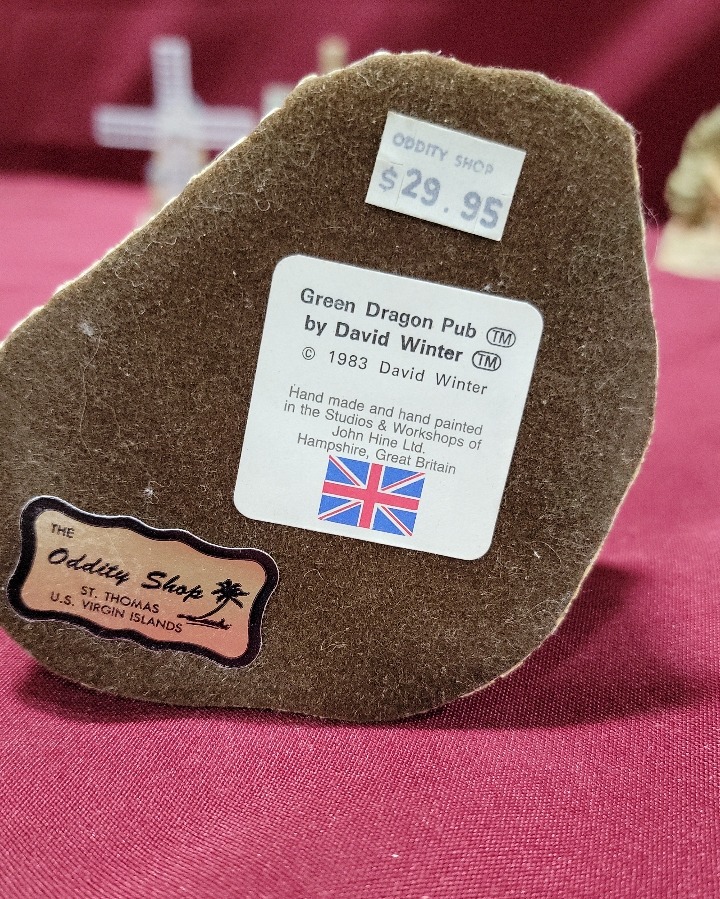 ODDITY SHOP
$29.95
Green Dragon Pub TM
by David Winter TM
© 1983 David Winter
Hand made and hand painted
in the Studios & Workshops of
John Hine Ltd.
Hampshire, Great Britain
THE
Oddity Shop
ST. THOMAS
U.S. VIRGIN ISLANDS